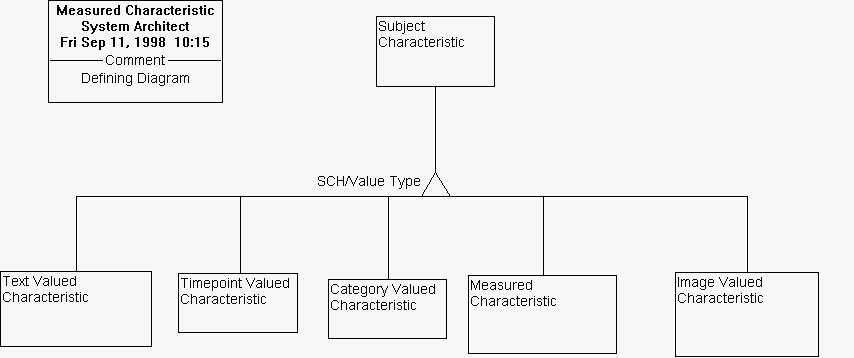 Measured Characteristic
System Architect
Fri Sep 11, 1998  10:15
Comment
Defining Diagram
Subject
Characteristic
SCH/Value Type
Text Valued
Characteristic
Timepoint Valued
Characteristic
Category Valued
Characteristic
Measured
Characteristic
Image Valued
Characteristic